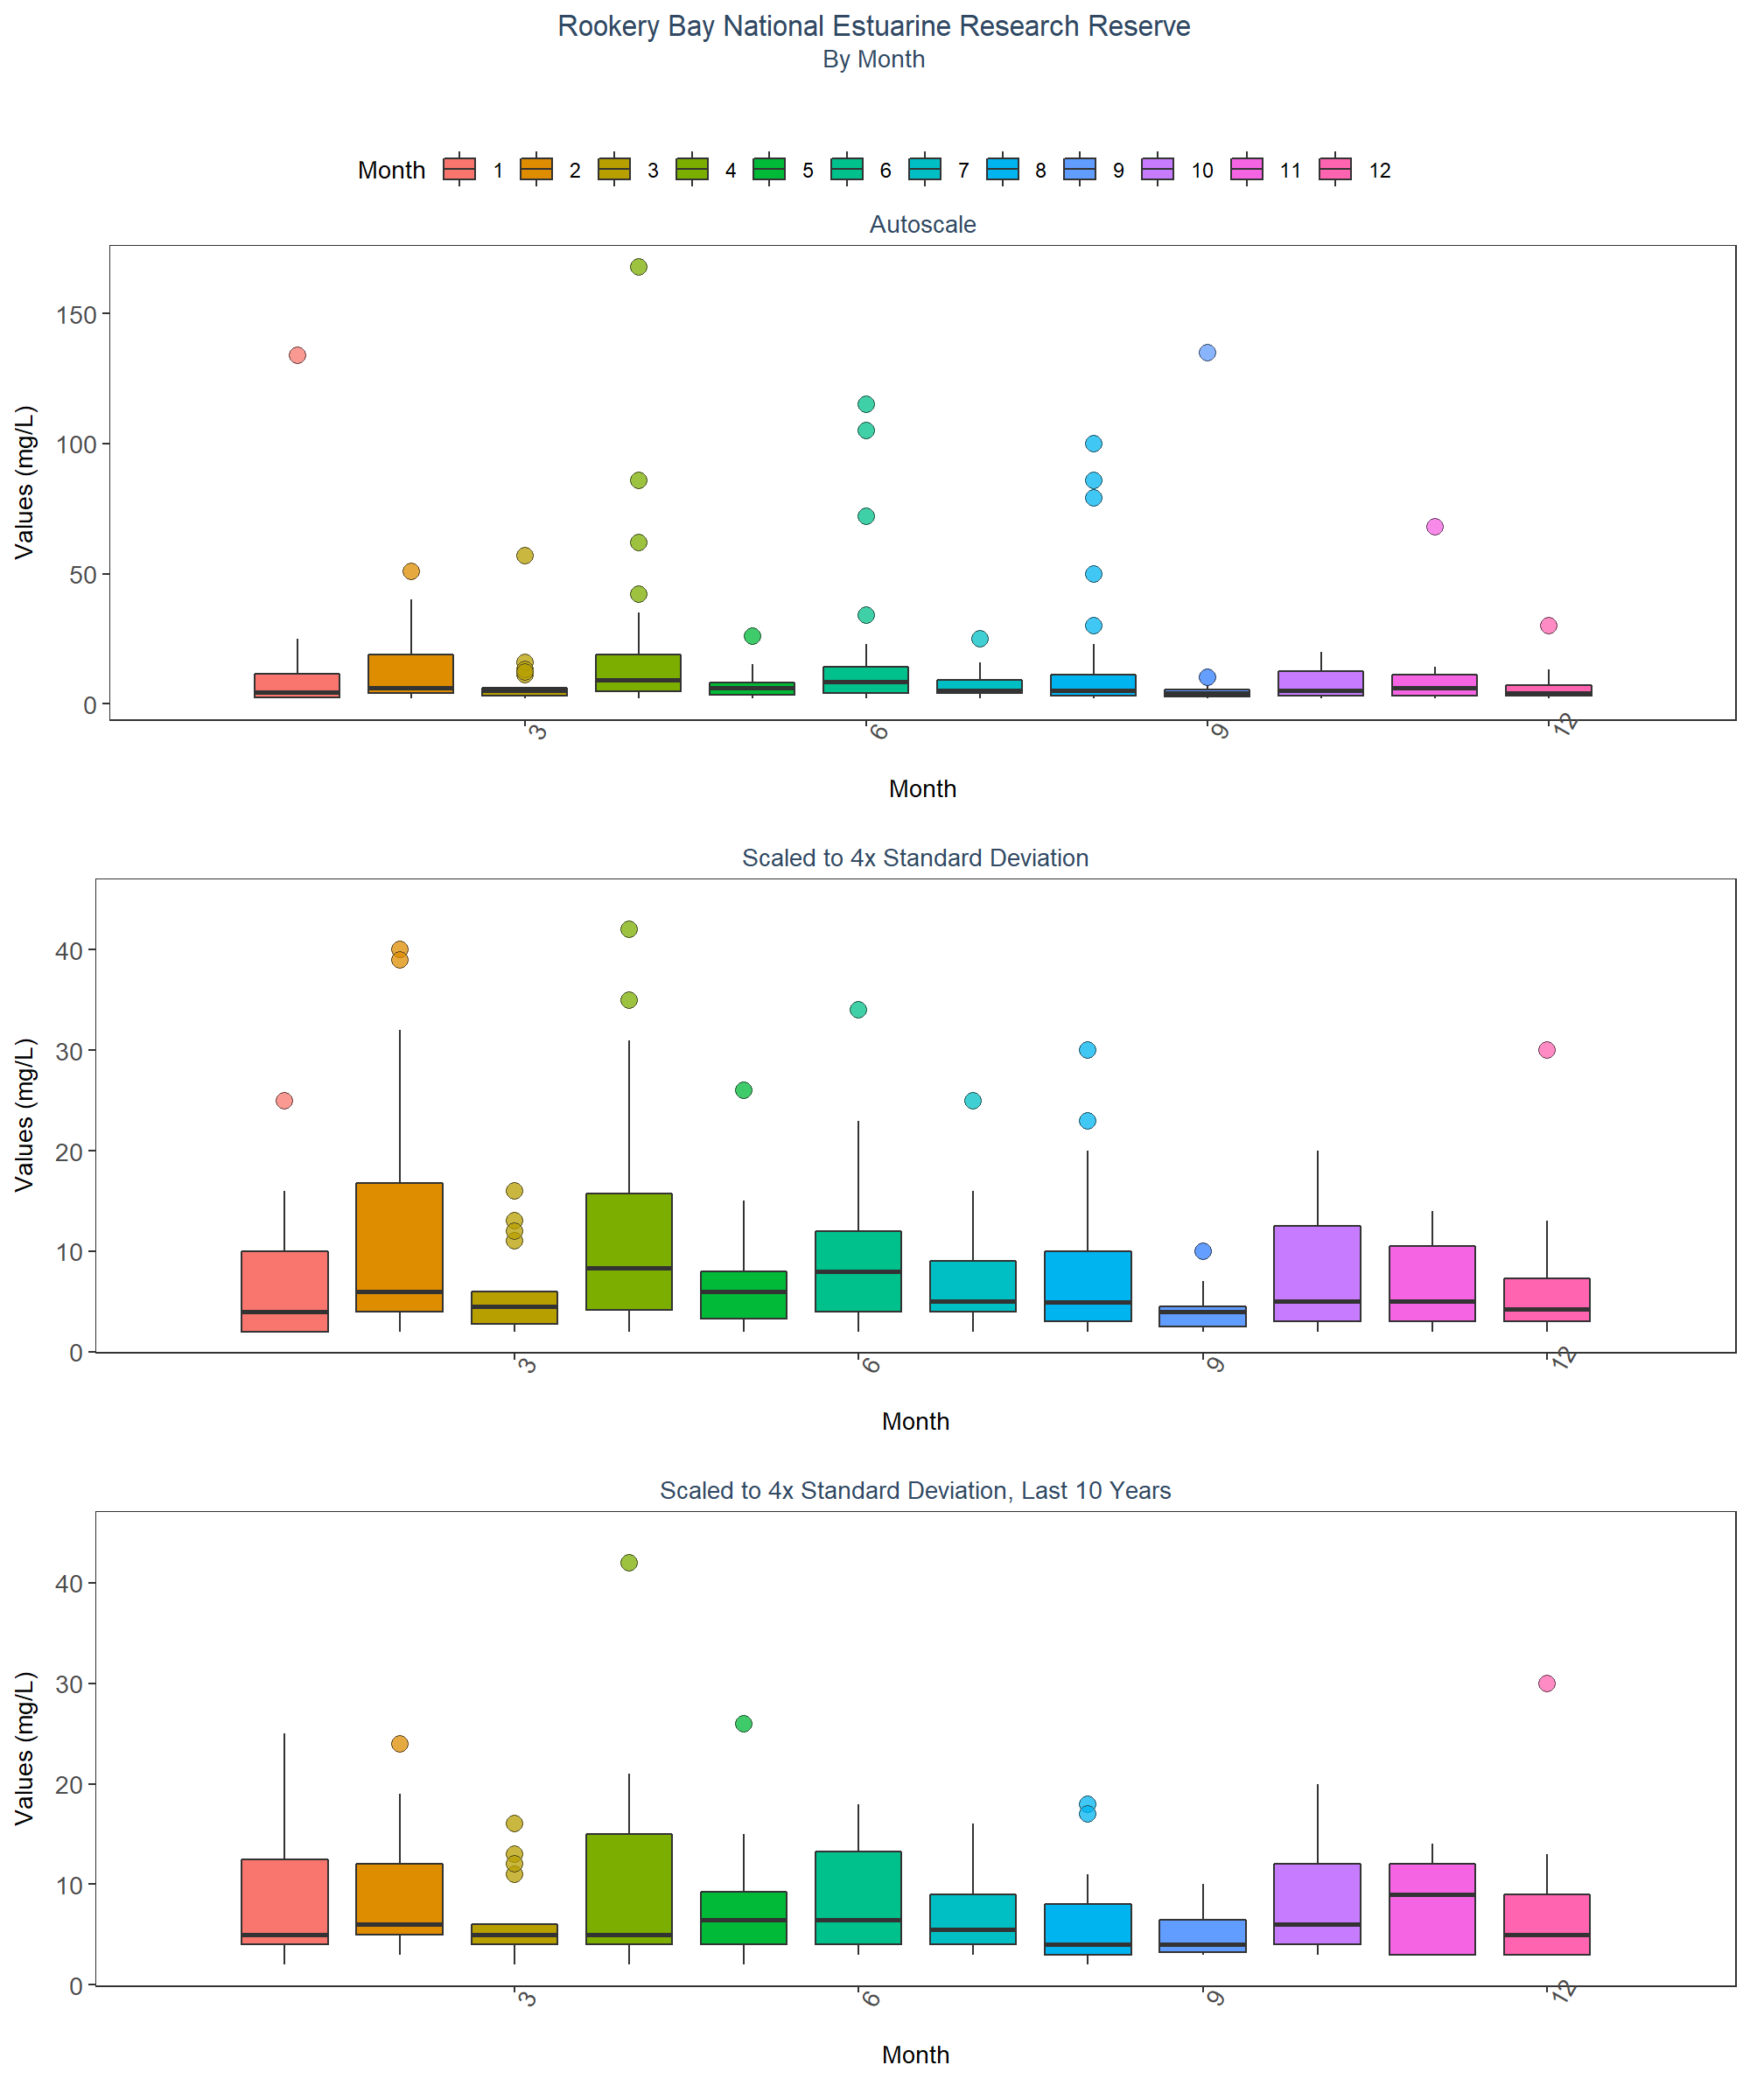 Rookery Bay National Estuarine Research Reserve
By Month
Month 1 2 3 4 5 6 7 8 9 10 11 12
Autoscale
Values (mg/L)
150
100
50
0
3 6 9 12
Month
Scaled to 4x Standard Deviation
Values (mg/L)
40
30
20
10
0
3 6 9 12
Month
Scaled to 4x Standard Deviation, Last 10 Years
Values (mg/L)
40
30
20
10
0
3 6 9 12
Month